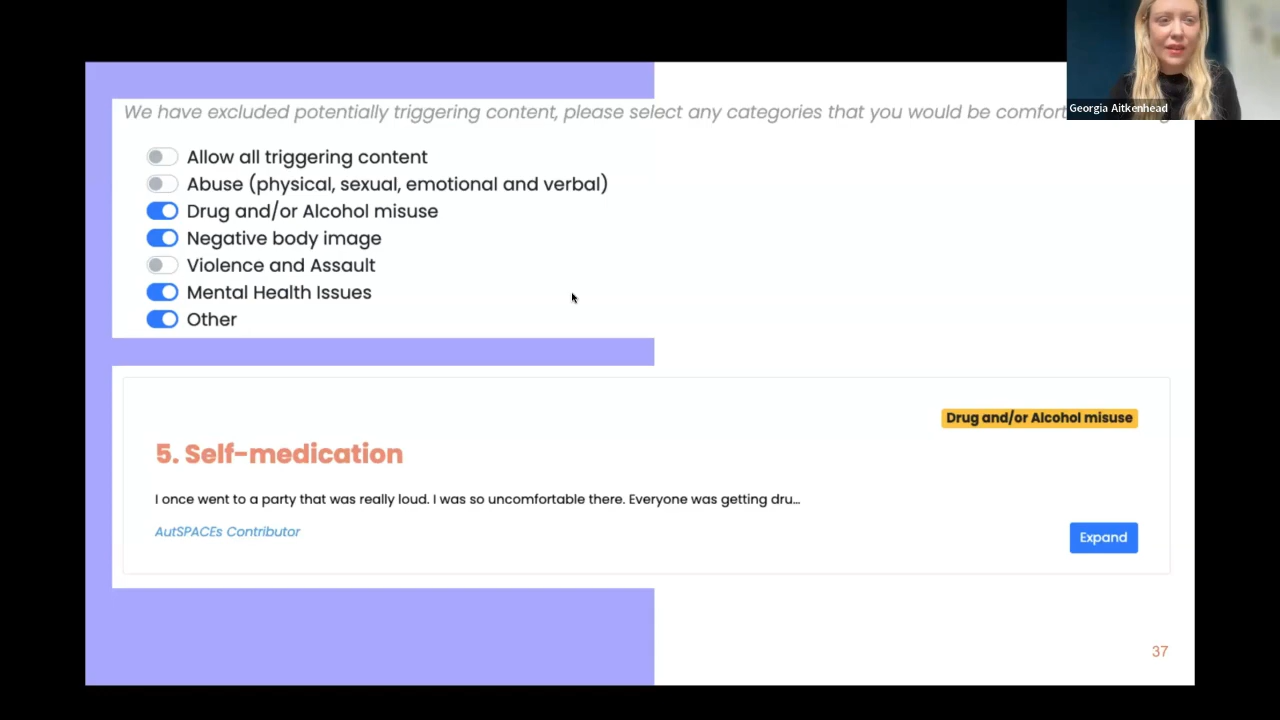 Georgia Aitkenhead
We have excluded potentially triggering content, please select any categories that you would be
Allow all triggering content
Abuse (physical, sexual, emotional and verbal)
Drug and/or Alcohol misuse
Negative body image
Violence and Assault
Mental Health Issues
Other
Drug and/or Alcohol misuse
5. Self-medication
I once went to a party that was really loud. I was so uncomfortable there. Everyone was getting dru...
AutSPACEs Contributor
Expand
37